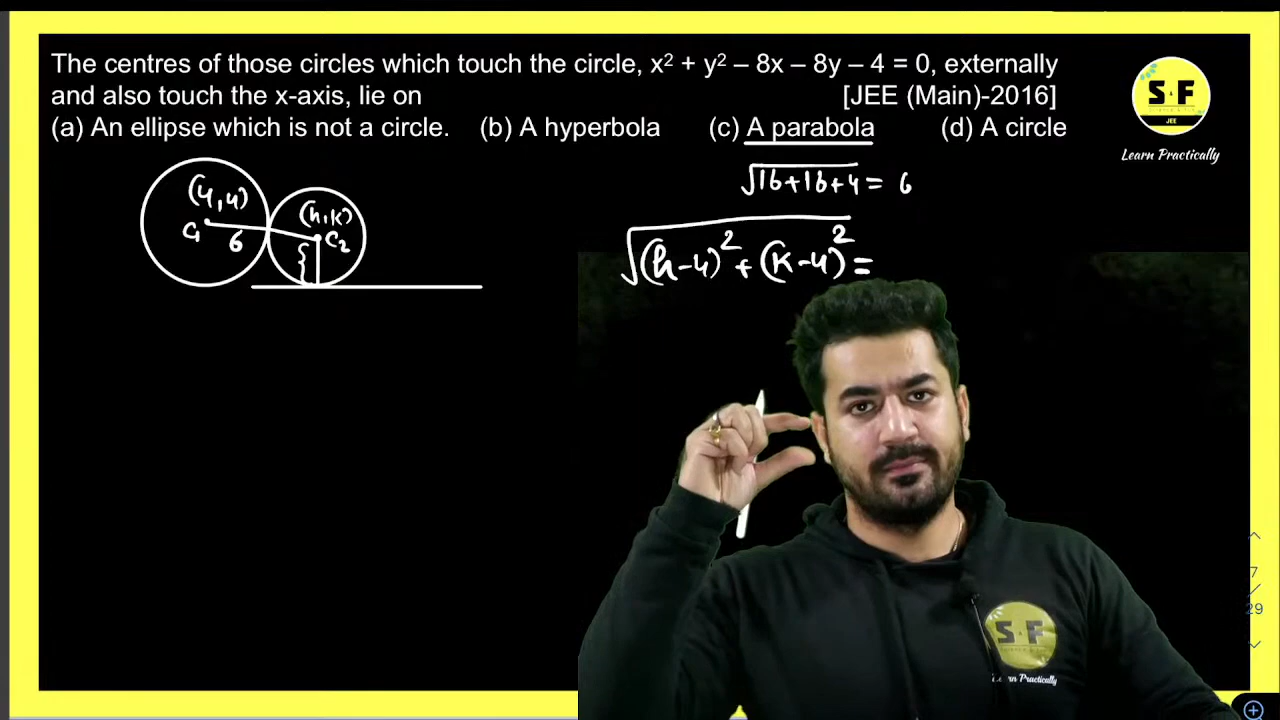 The centres of those circles which touch the circle, x² + y² – 8x – 8y – 4 = 0, externally
and also touch the x-axis, lie on [JEE (Main)-2016]
(a) An ellipse which is not a circle. (b) A hyperbola (c) A parabola (d) A circle
S&F
JEE
Learn Practically
√16+16+4 = 6
(4,4)
(h,k)
C1
6
C2
√(h-4)²+(k-4)² =
7
/
29
S&F
Learn Practically